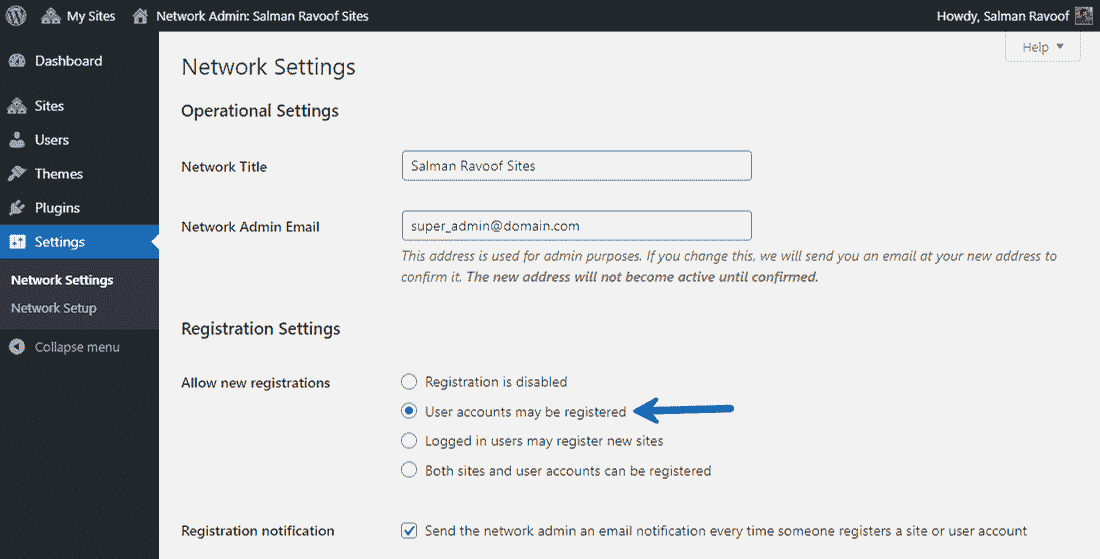 My Sites
Network Admin: Salman Ravoof Sites
Howdy, Salman Ravoof
Help
Dashboard
Sites
Users
Themes
Plugins
Settings
Network Settings
Network Setup
Collapse menu
Network Settings
Operational Settings
Network Title
Salman Ravoof Sites
Network Admin Email
super_admin@domain.com
This address is used for admin purposes. If you change this, we will send you an email at your new address to
confirm it. The new address will not become active until confirmed.
Registration Settings
Allow new registrations
Registration is disabled
User accounts may be registered
Logged in users may register new sites
Both sites and user accounts can be registered
Registration notification
Send the network admin an email notification every time someone registers a site or user account